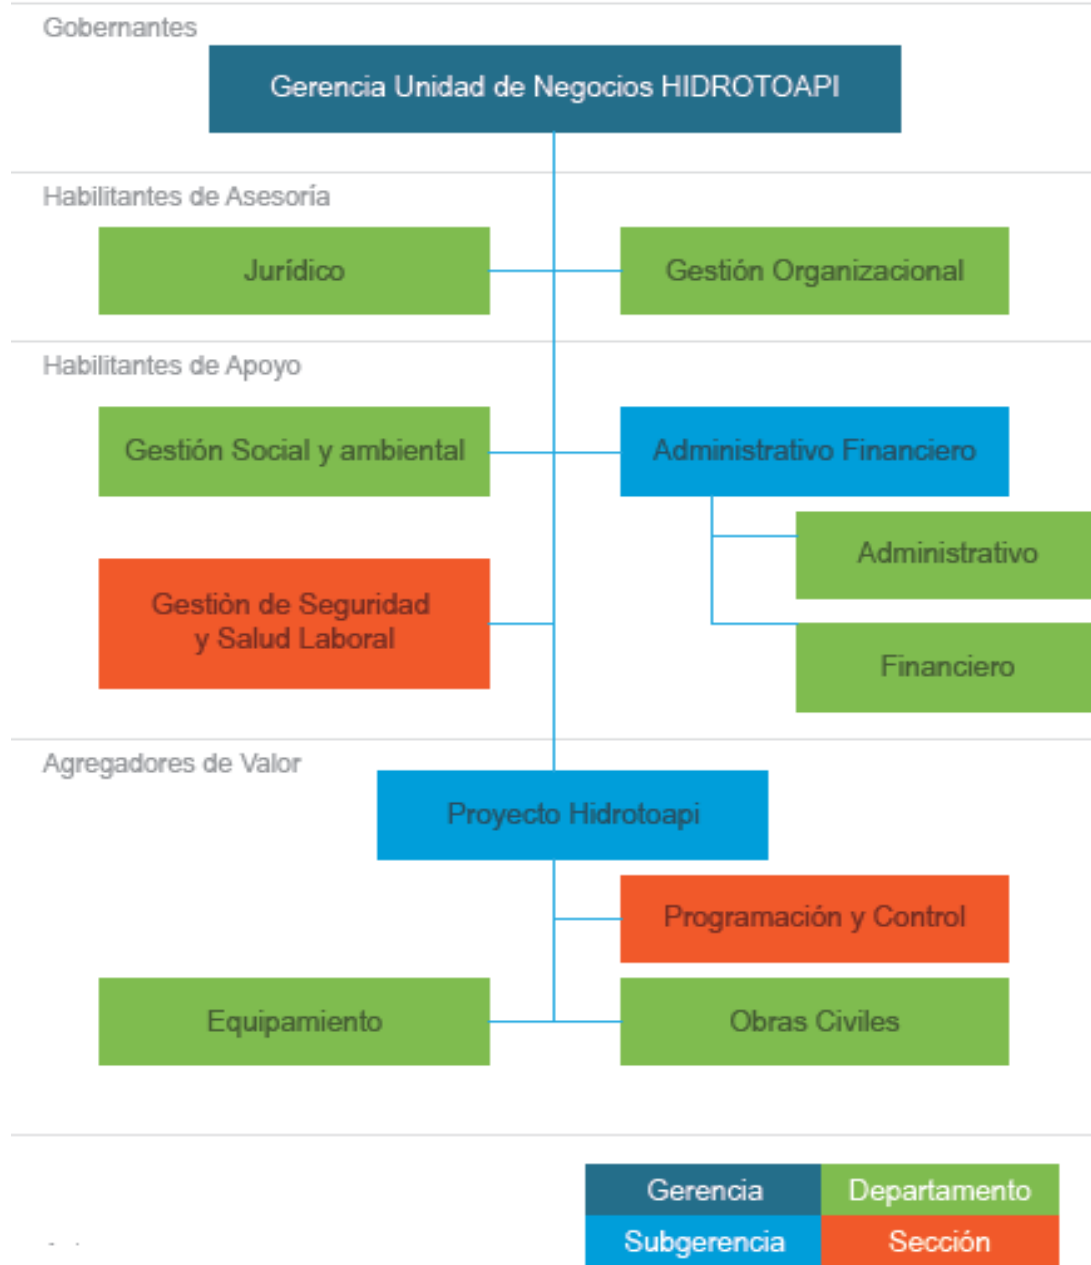 Gobernantes
Gerencia Unidad de Negocios HIDROTOAPI
Habilitantes de Asesoría
Jurídico
Gestión Organizacional
Habilitantes de Apoyo
Gestión Social y ambiental
Administrativo Financiero
Administrativo
Gestiòn de Seguridad
y Salud Laboral
Financiero
Agregadores de Valor
Proyecto Hidrotoapi
Programación y Control
Equipamiento
Obras Civiles
Gerencia
Departamento
Subgerencia
Sección